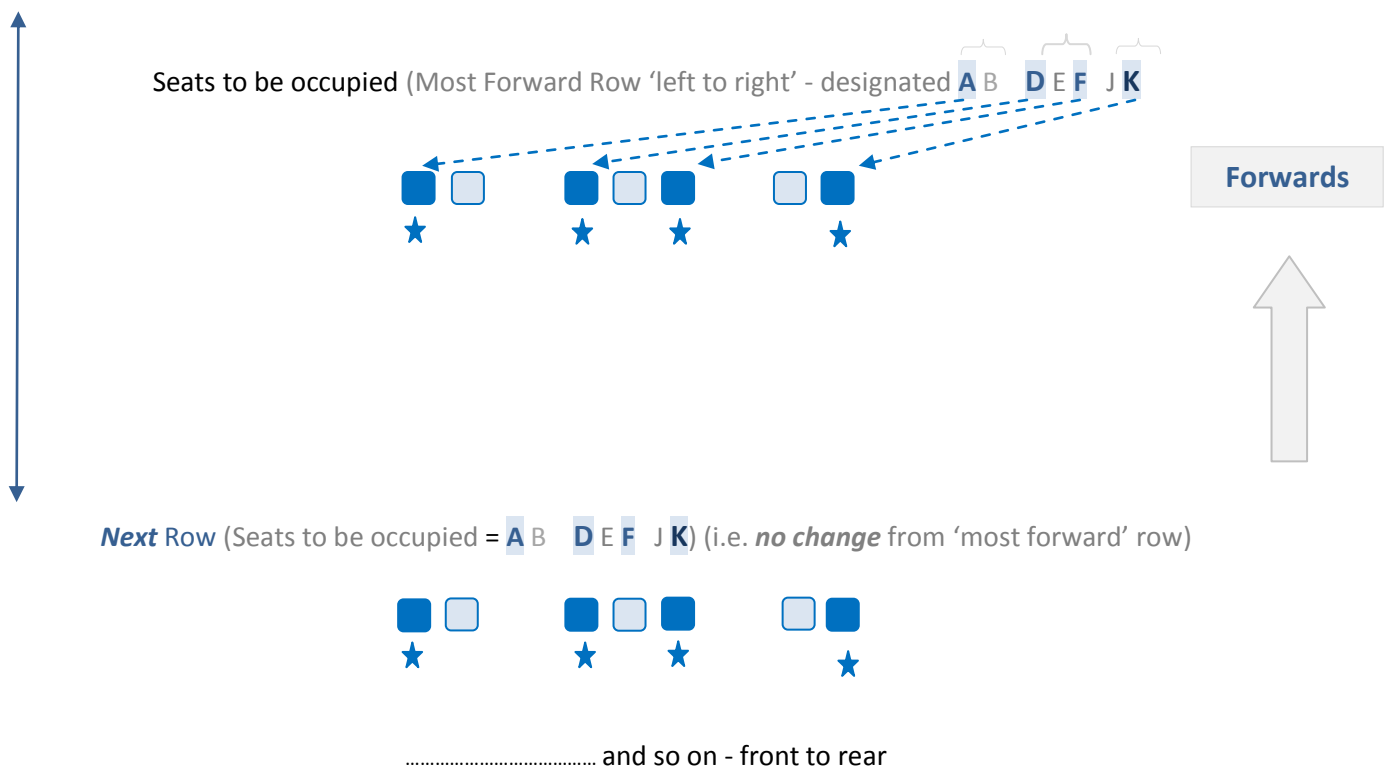 Seats to be occupied (Most Forward Row ‘left to right’ - designated A B D E F J K
Forwards
Next Row (Seats to be occupied = A B D E F J K) (i.e. no change from ‘most forward’ row)
...................................... and so on - front to rear